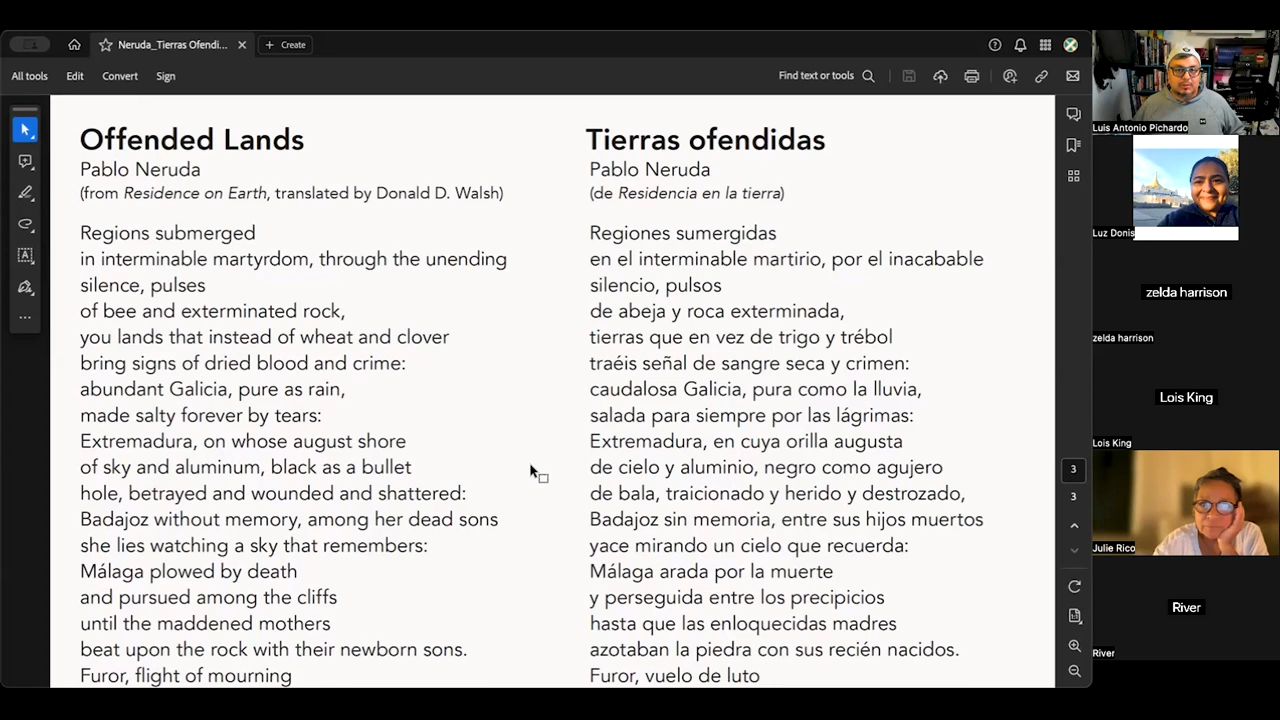 Neruda_Tierras Ofendi...
Create
All tools
Edit
Convert
Sign
Find text or tools
Offended Lands
Pablo Neruda
(from Residence on Earth, translated by Donald D. Walsh)
Regions submerged
in interminable martyrdom, through the unending
silence, pulses
of bee and exterminated rock,
you lands that instead of wheat and clover
bring signs of dried blood and crime:
abundant Galicia, pure as rain,
made salty forever by tears:
Extremadura, on whose august shore
of sky and aluminum, black as a bullet
hole, betrayed and wounded and shattered:
Badajoz without memory, among her dead sons
she lies watching a sky that remembers:
Málaga plowed by death
and pursued among the cliffs
until the maddened mothers
beat upon the rock with their newborn sons.
Furor, flight of mourning
Tierras ofendidas
Pablo Neruda
(de Residencia en la tierra)
Regiones sumergidas
en el interminable martirio, por el inacabable
silencio, pulsos
de abeja y roca exterminada,
tierras que en vez de trigo y trébol
traéis señal de sangre seca y crimen:
caudalosa Galicia, pura como la lluvia,
salada para siempre por las lágrimas:
Extremadura, en cuya orilla augusta
de cielo y aluminio, negro como agujero
de bala, traicionado y herido y destrozado,
Badajoz sin memoria, entre sus hijos muertos
yace mirando un cielo que recuerda:
Málaga arada por la muerte
y perseguida entre los precipicios
hasta que las enloquecidas madres
azotaban la piedra con sus recién nacidos.
Furor, vuelo de luto
3
3
Luis Antonio Pichardo
Luz Donis
zelda harrison
zelda harrison
Lois King
Lois King
Julie Rico
River
River